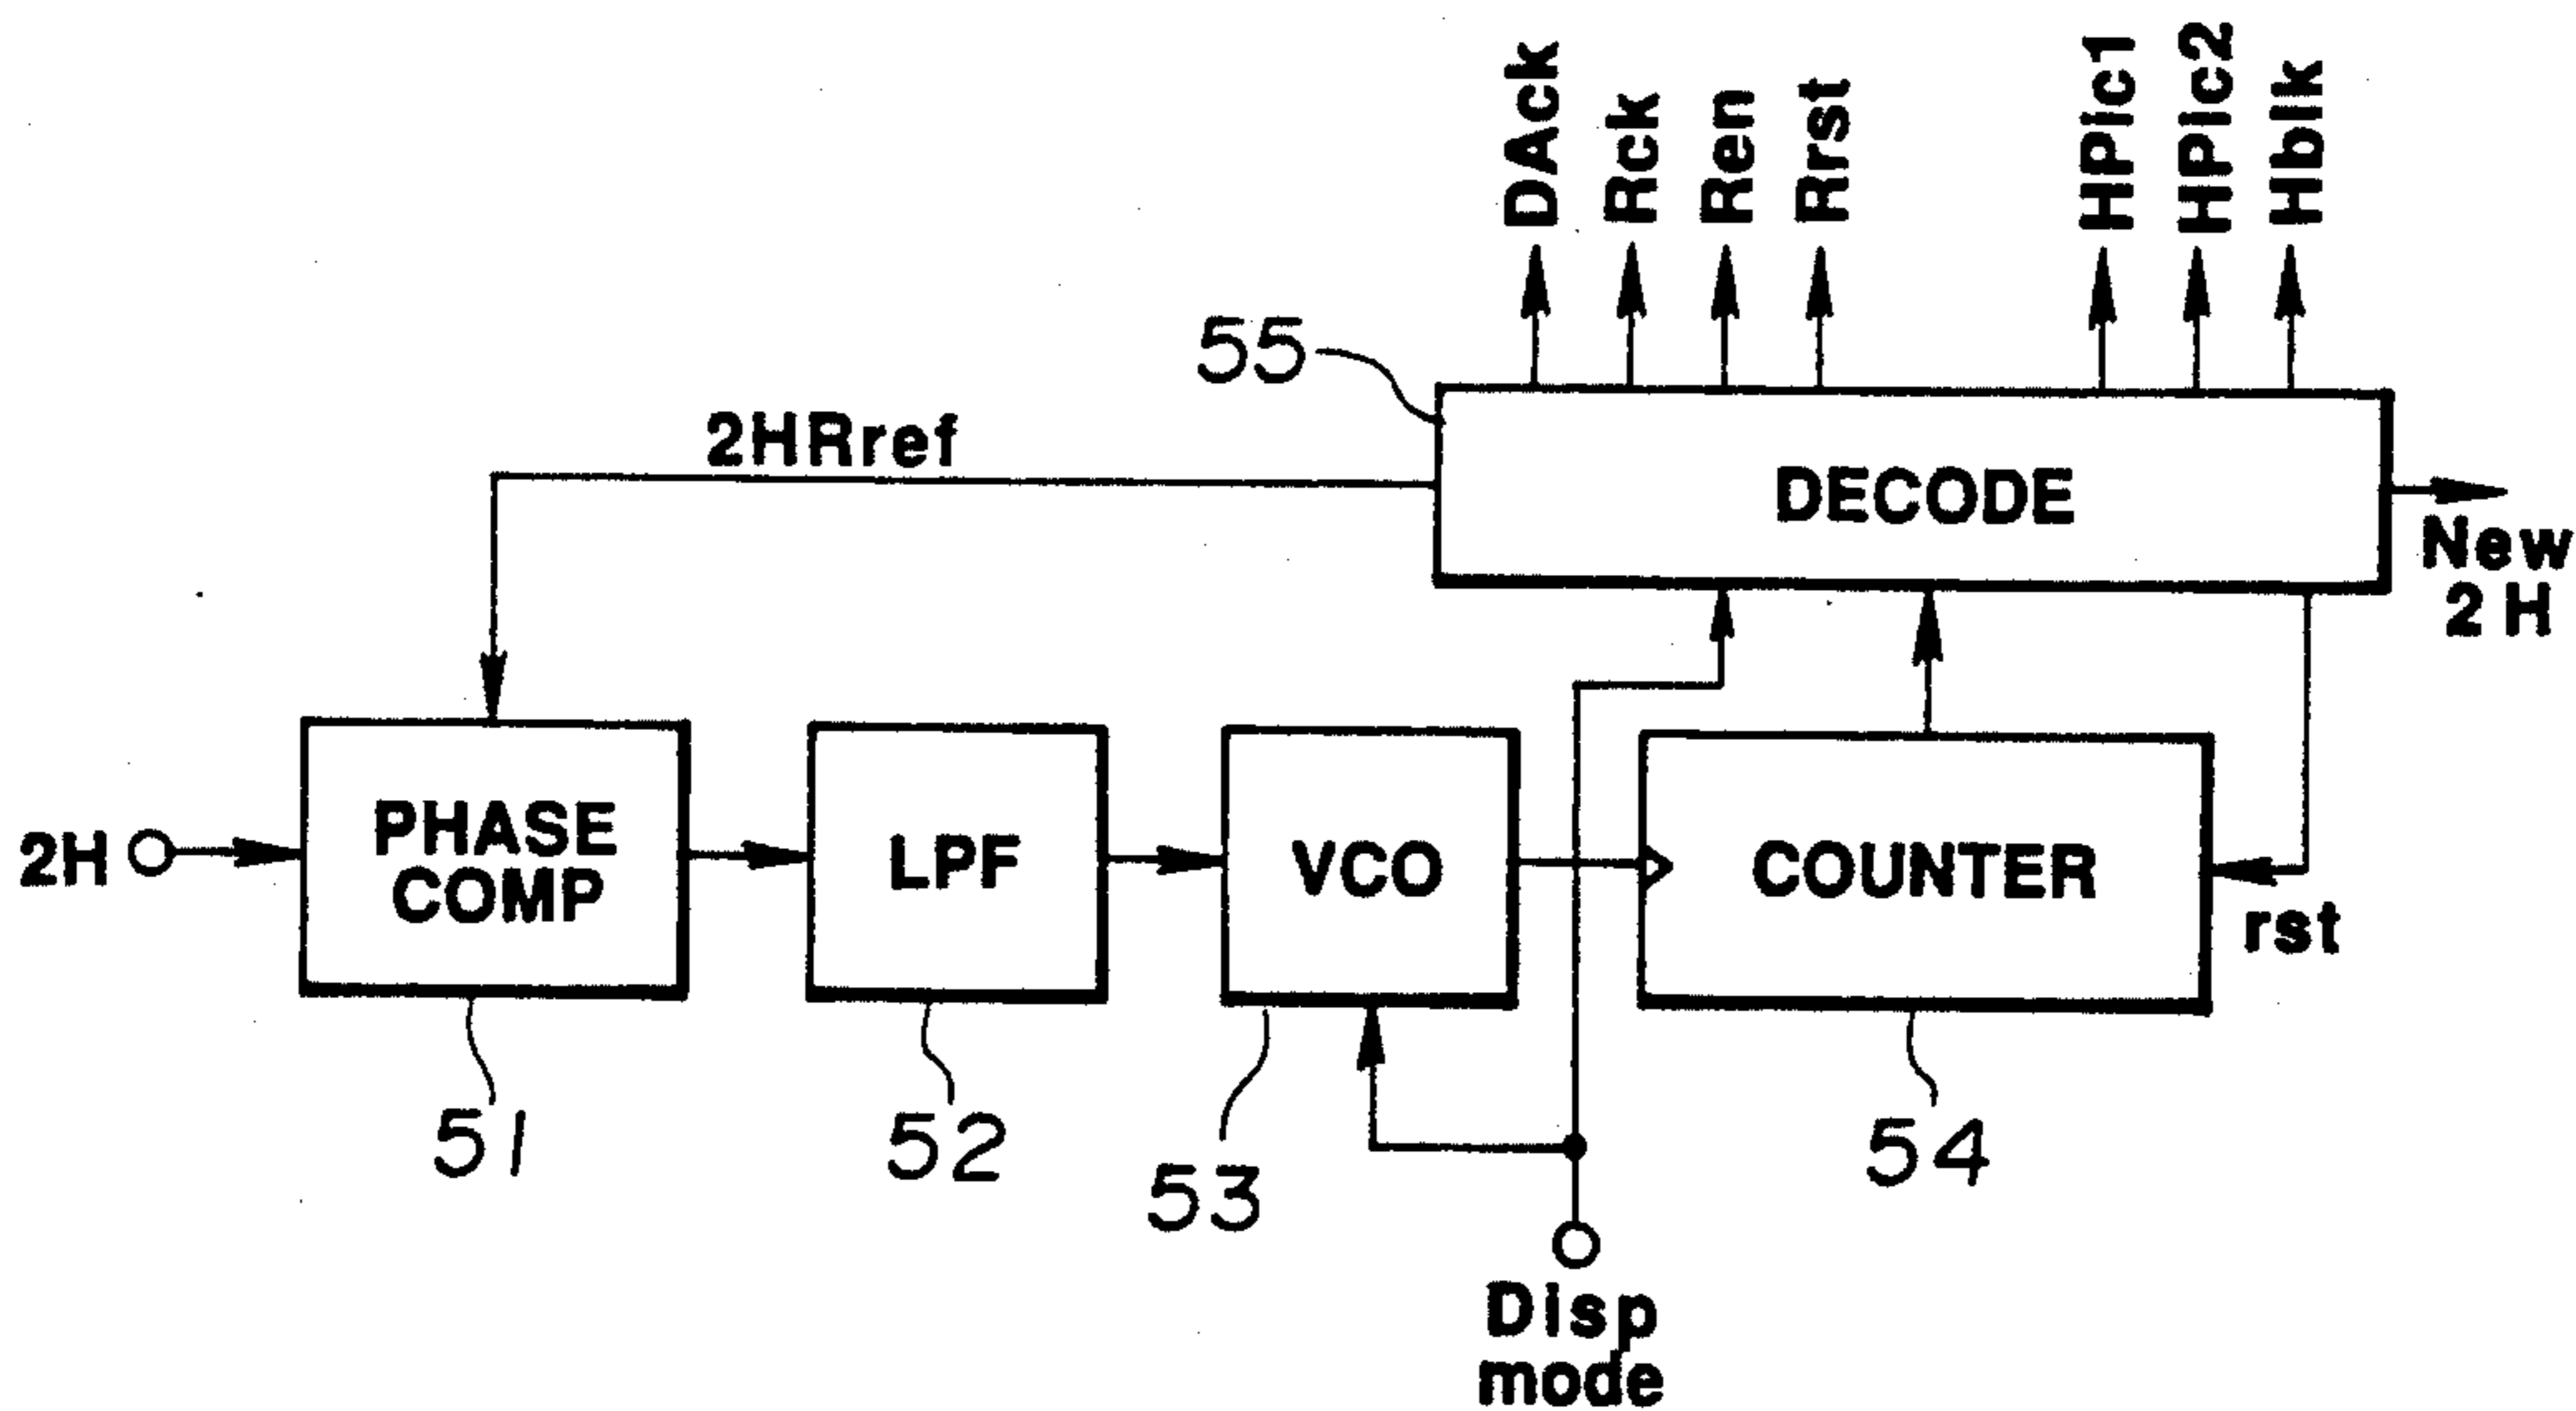 DAck
Rck
Ren
Rrst
HPic1
HPic2
Hblk
55
2HRref
DECODE
New
2H
2H
PHASE
COMP
LPF
VCO
COUNTER
rst
51
52
53
54
Disp
mode